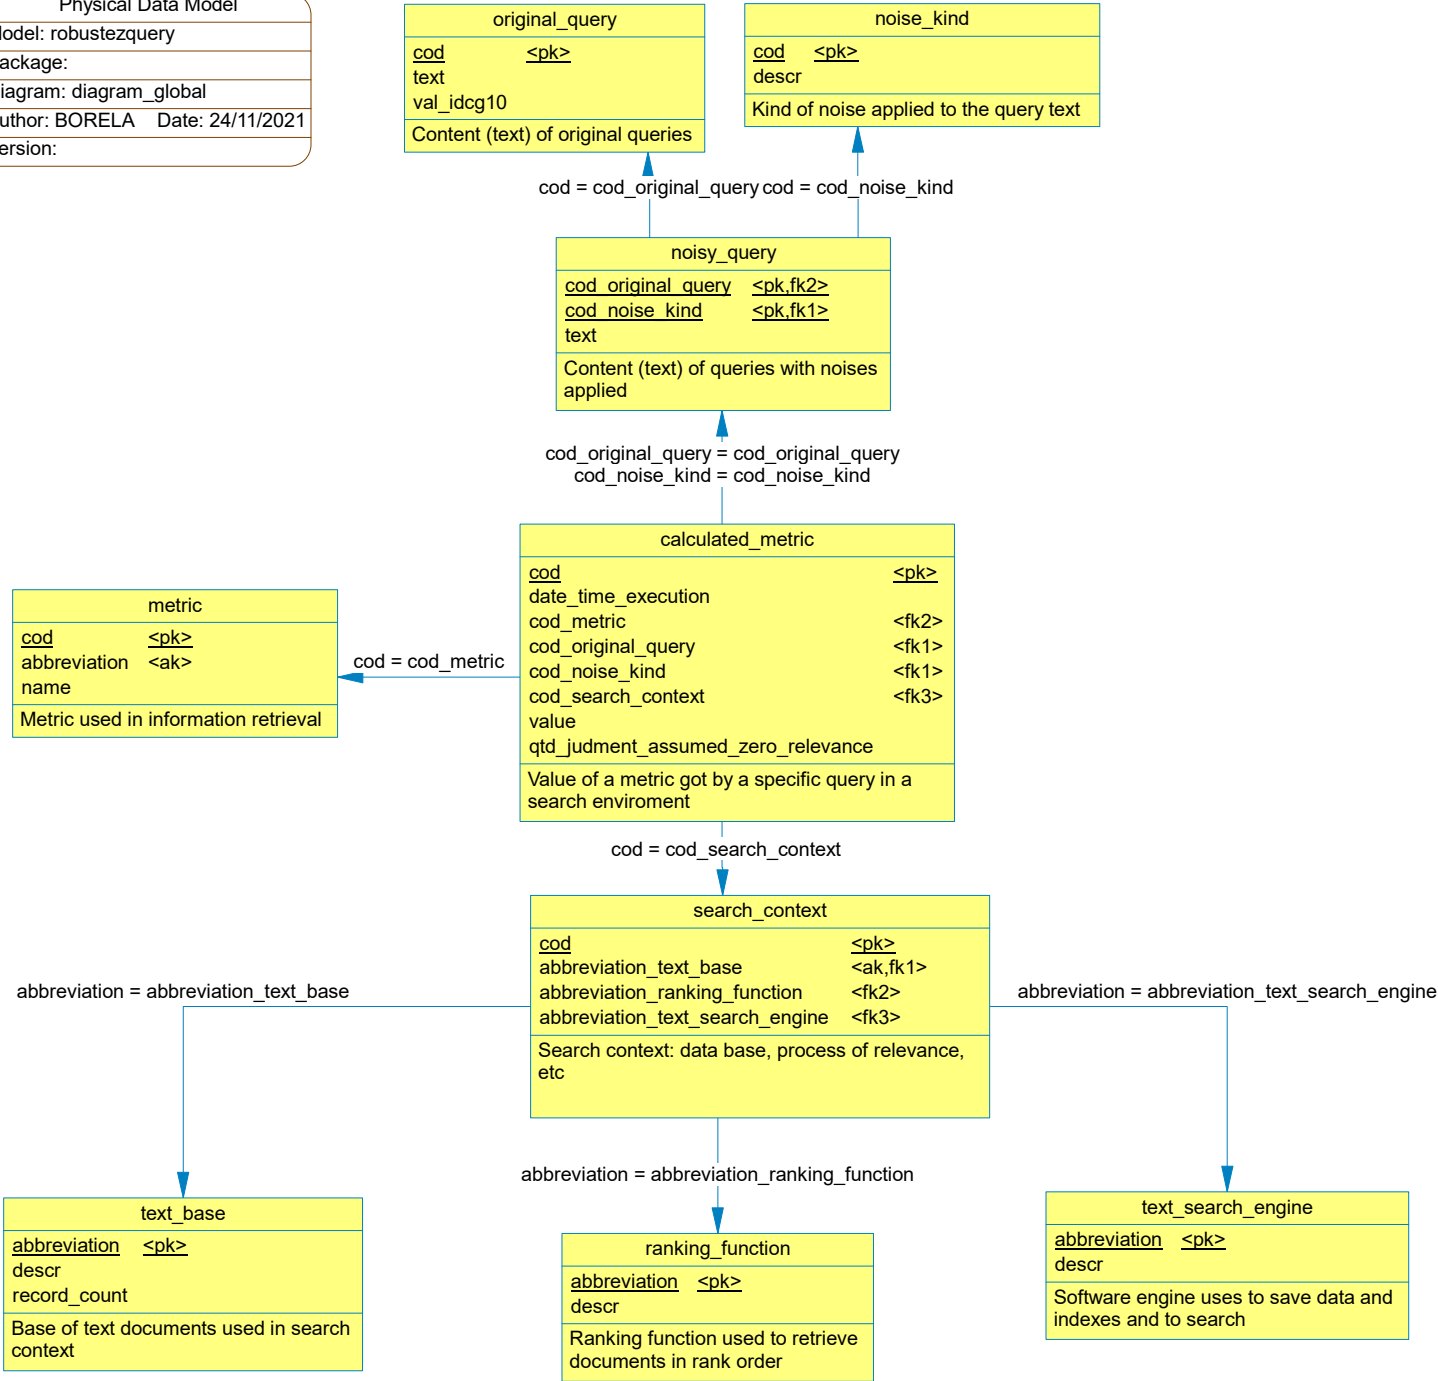 Physical Data Model
Model: robustezquery
Package:
Diagram: diagram_global
Author: BORELA Date: 24/11/2021
Version:
original_query
cod <pk>
text
val_idcg10
Content (text) of original queries
noise_kind
cod <pk>
descr
Kind of noise applied to the query text
cod = cod_original_query
cod = cod_noise_kind
noisy_query
cod_original_query <pk,fk2>
cod_noise_kind <pk,fk1>
text
Content (text) of queries with noises
applied
cod_original_query = cod_original_query
cod_noise_kind = cod_noise_kind
calculated_metric
cod <pk>
date_time_execution
cod_metric <fk2>
cod_original_query <fk1>
cod_noise_kind <fk1>
cod_search_context <fk3>
value
qtd_judgment_assumed_zero_relevance
Value of a metric got by a specific query in a
search enviroment
metric
cod <pk>
abbreviation <ak>
name
Metric used in information retrieval
cod = cod_metric
cod = cod_search_context
search_context
cod <pk>
abbreviation_text_base <ak,fk1>
abbreviation_ranking_function <fk2>
abbreviation_text_search_engine <fk3>
Search context: data base, process of relevance,
etc
abbreviation = abbreviation_text_base
abbreviation = abbreviation_text_search_engine
abbreviation = abbreviation_ranking_function
text_base
abbreviation <pk>
descr
record_count
Base of text documents used in search
context
ranking_function
abbreviation <pk>
descr
Ranking function used to retrieve
documents in rank order
text_search_engine
abbreviation <pk>
descr
Software engine uses to save data and
indexes and to search